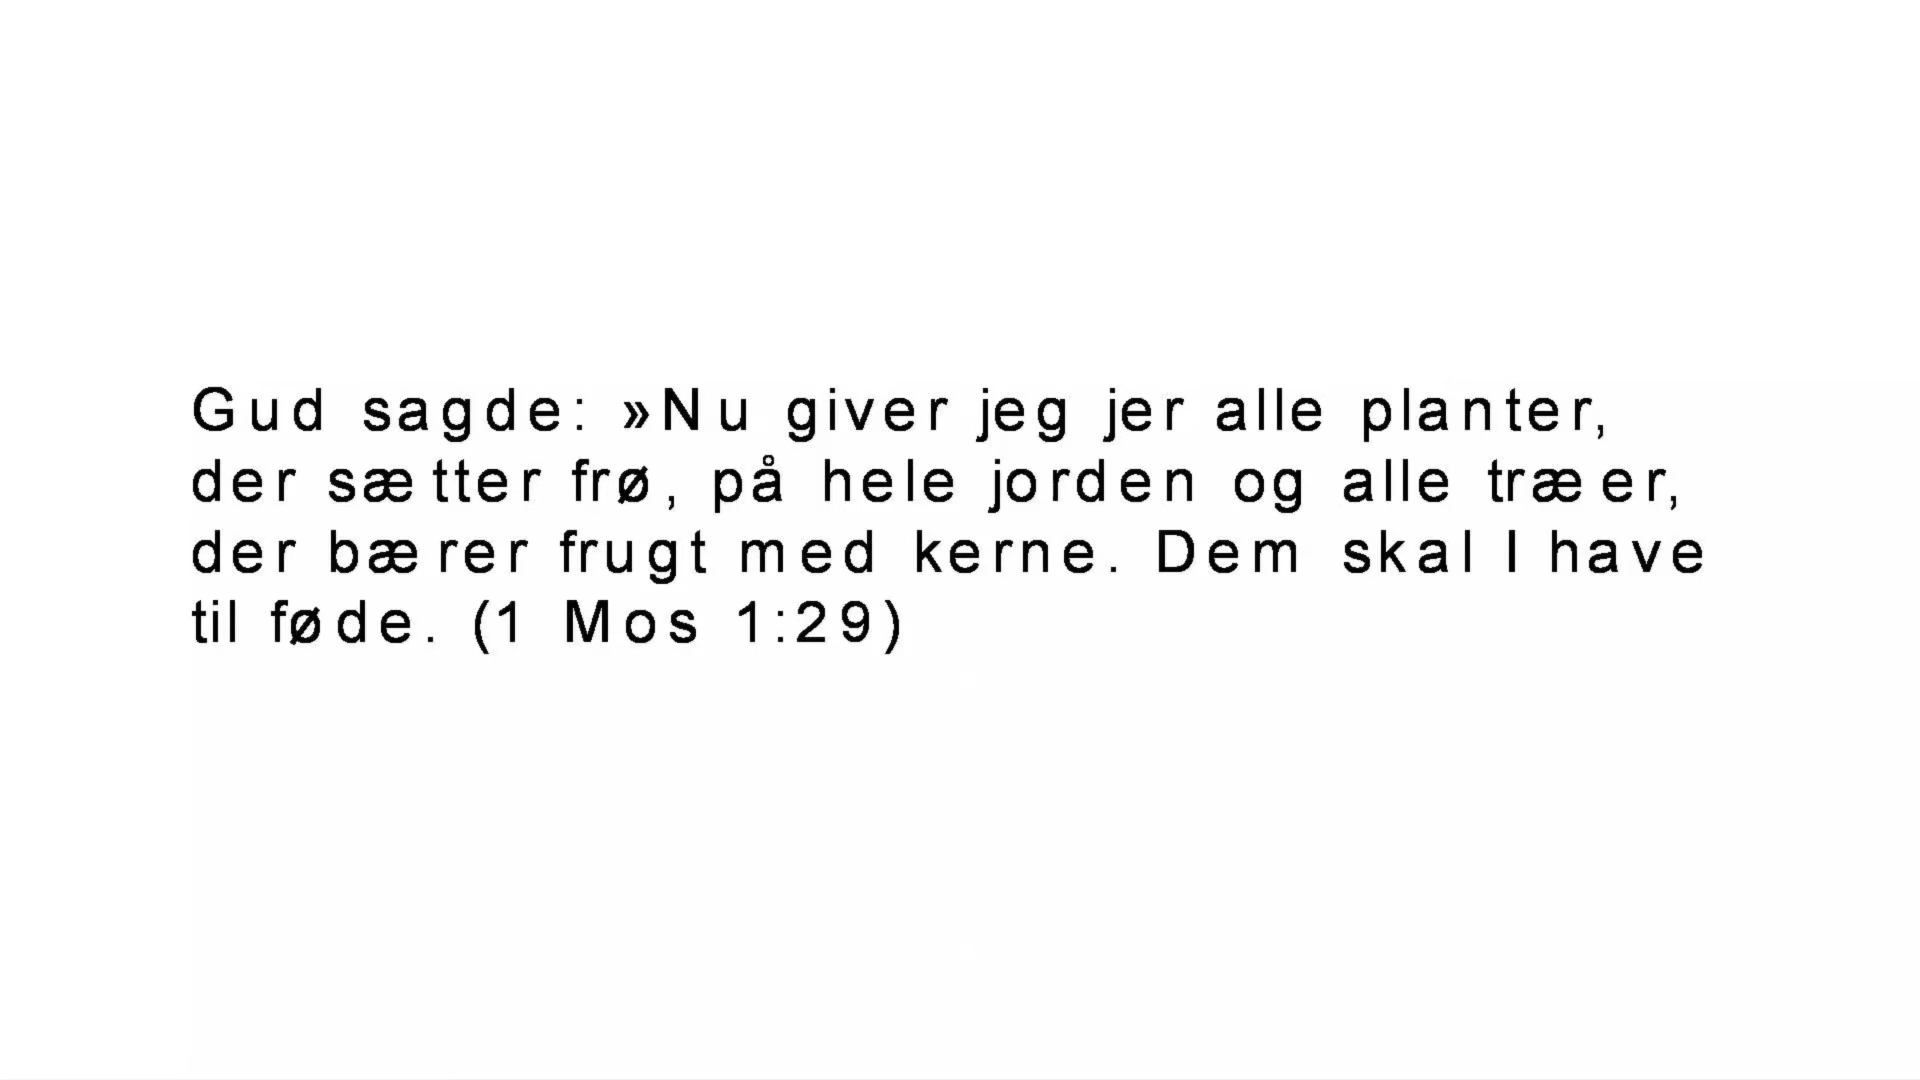 Gud sagde: »Nu giver jeg jer alle planter,
der sætter frø, på hele jorden og alle træer,
der bærer frugt med kerne. Dem skal I have
til føde. (1 Mos 1:29)